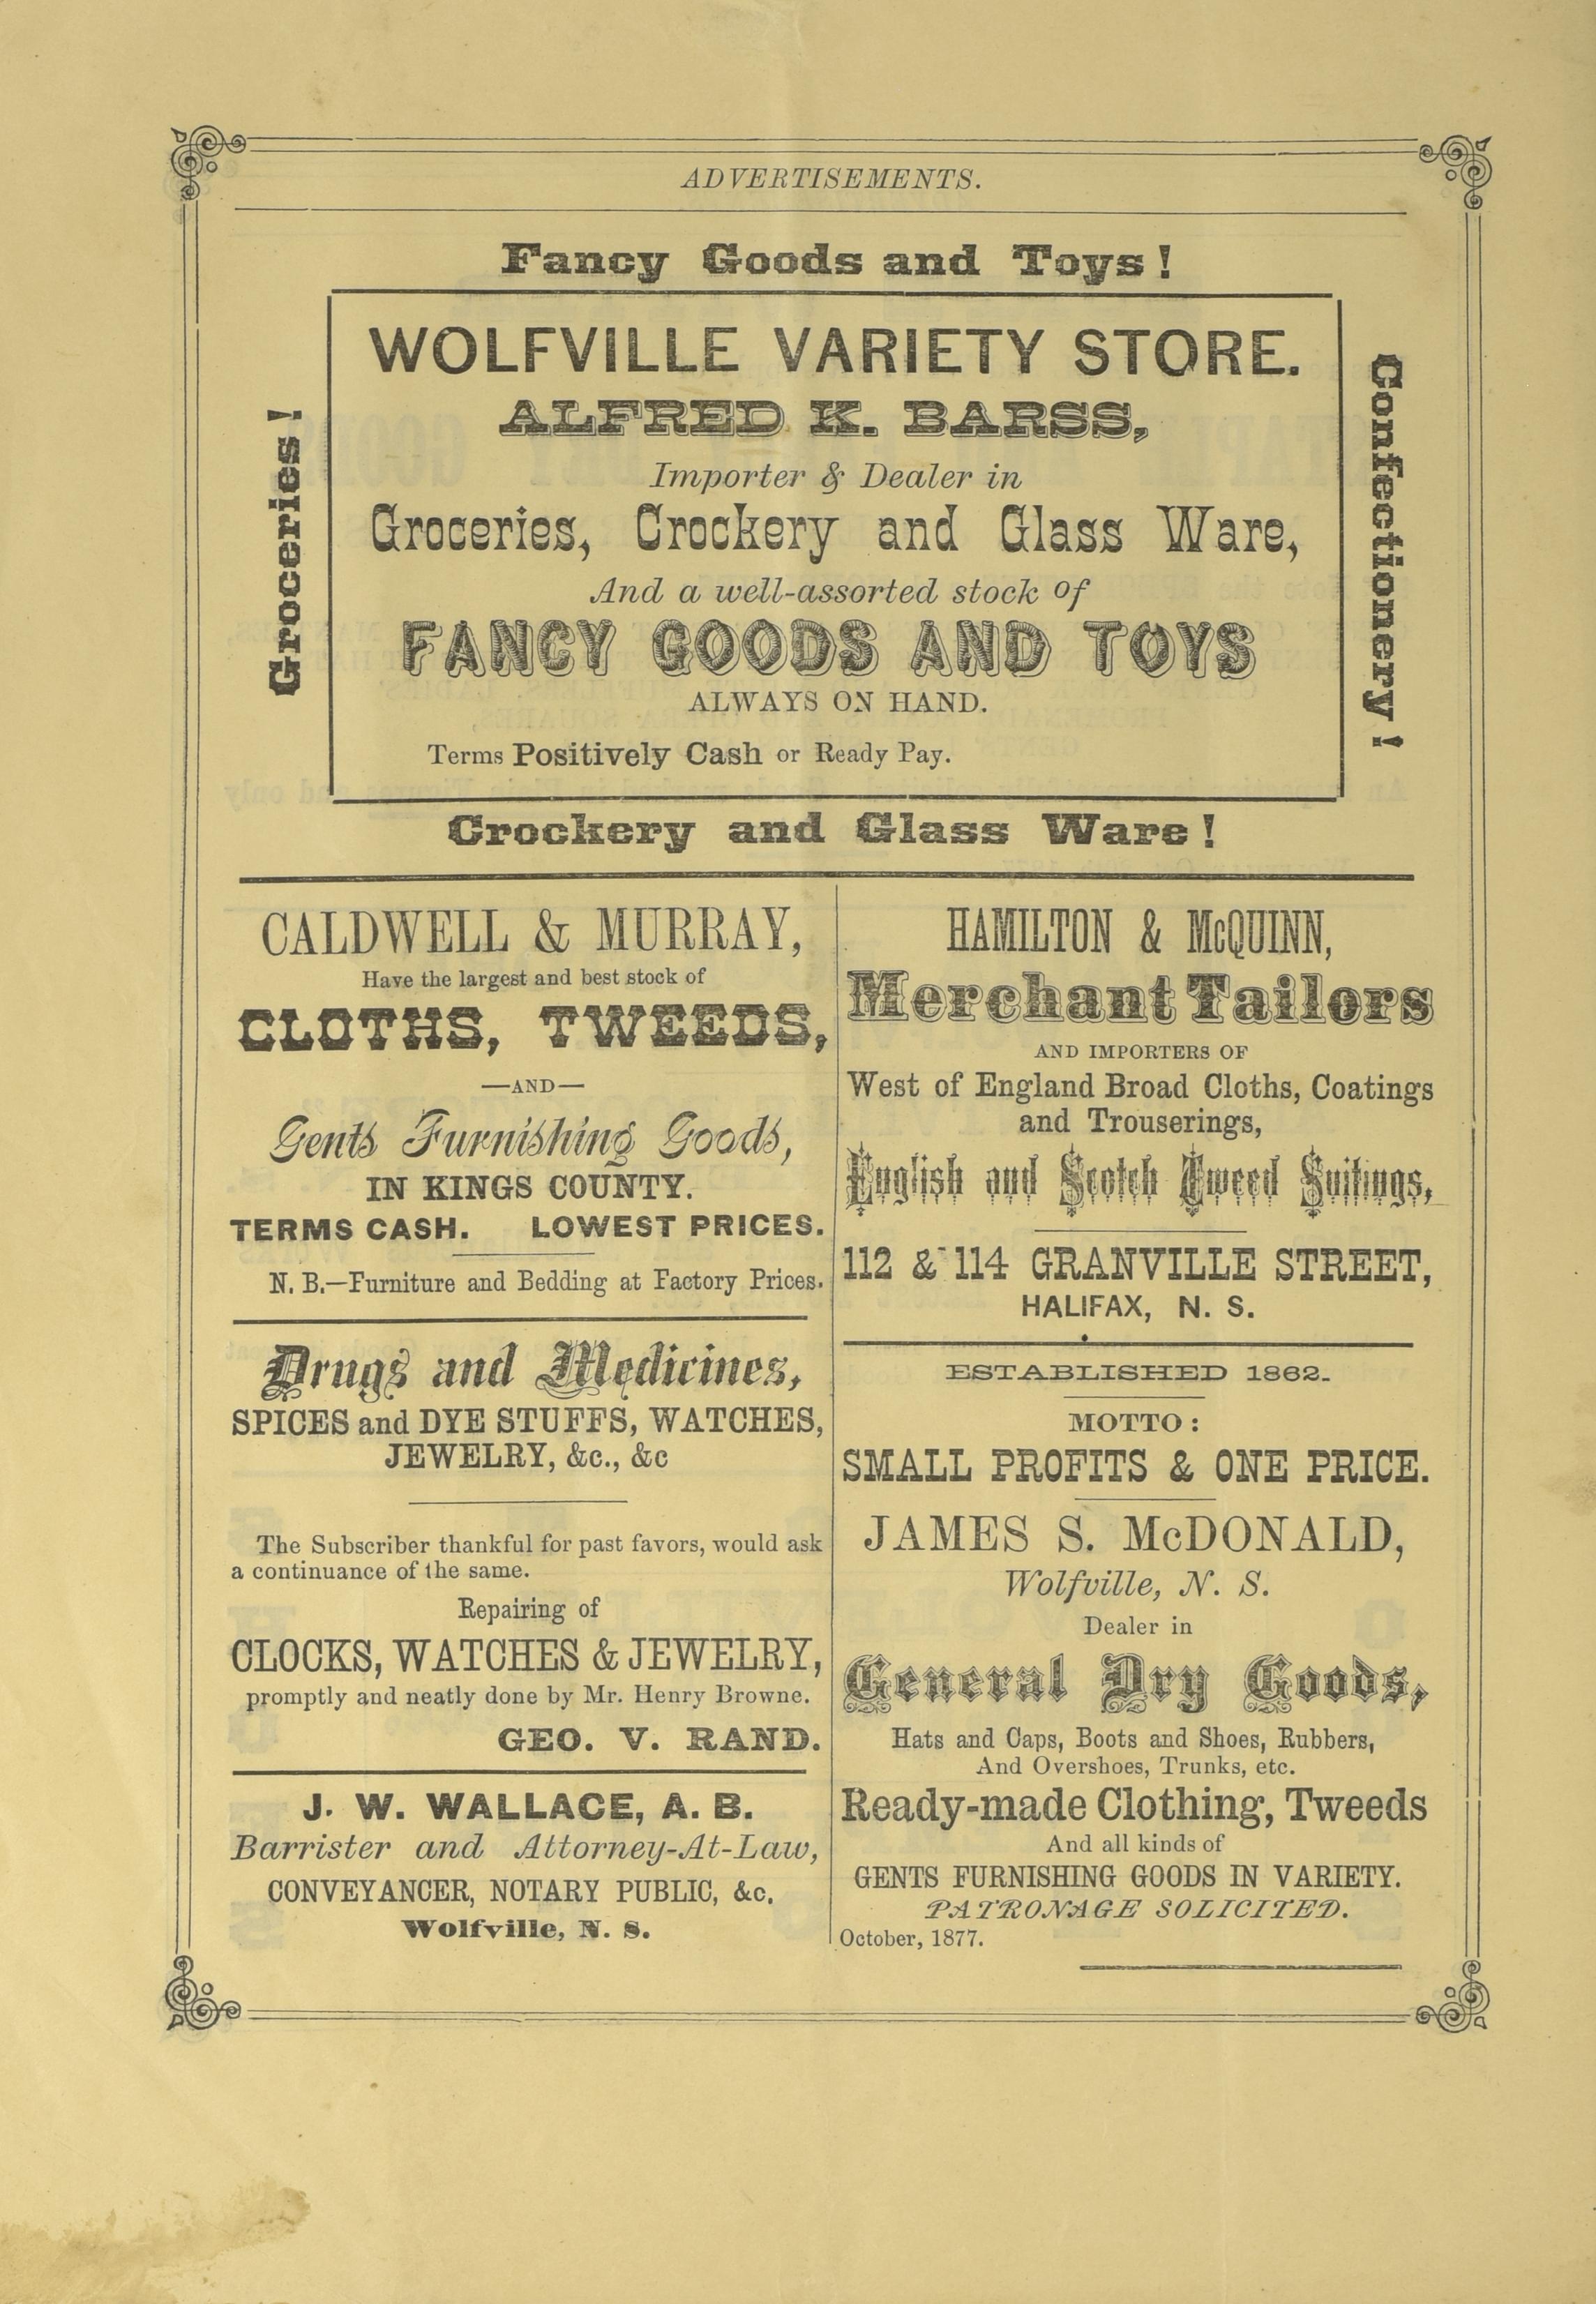 ADVERTISEMENTS.
Fancy Goods and Toys!
Groceries!
WOLFVILLE VARIETY STORE.
ALFRED K. BARSS,
Importer & Dealer in
Groceries, Crockery and Glass Ware,
And a well-assorted stock of
FANCY GOODS AND TOYS
ALWAYS ON HAND.
Terms Positively Cash or Ready Pay.
Confectionery!
Crockery and Glass Ware!
CALDWELL & MURRAY,
Have the largest and best stock of
CLOTHS, TWEEDS,
—AND—
Gents Furnishing Goods,
IN KINGS COUNTY.
TERMS CASH. LOWEST PRICES.
N. B.—Furniture and Bedding at Factory Prices.
Drugs and Medicines,
SPICES and DYE STUFFS, WATCHES,
JEWELRY, &c., &c
The Subscriber thankful for past favors, would ask
a continuance of the same.
Repairing of
CLOCKS, WATCHES & JEWELRY,
promptly and neatly done by Mr. Henry Browne.
GEO. V. RAND.
J. W. WALLACE, A. B.
Barrister and Attorney-At-Law,
CONVEYANCER, NOTARY PUBLIC, &c.
Wolfville, N. S.
HAMILTON & McQUINN,
Merchant Tailors
AND IMPORTERS OF
West of England Broad Cloths, Coatings
and Trouserings,
English and Scotch Tweed Suitings,
112 & 114 GRANVILLE STREET,
HALIFAX, N. S.
ESTABLISHED 1862.
MOTTO:
SMALL PROFITS & ONE PRICE.
JAMES S. McDONALD,
Wolfville, N. S.
Dealer in
General Dry Goods,
Hats and Caps, Boots and Shoes, Rubbers,
And Overshoes, Trunks, etc.
Ready-made Clothing, Tweeds
And all kinds of
GENTS FURNISHING GOODS IN VARIETY.
PATRONAGE SOLICITED.
October, 1877.